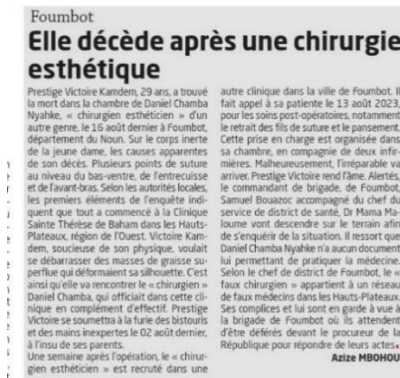 Foumbot
Elle décède après une chirurgie
esthétique
Prestige Victoire Kamdem, 29 ans, a trouvé
la mort dans la chambre de Daniel Chamba
Nyahke, « chirurgien esthéticien » d'un
autre genre, le 16 août dernier à Foumbot,
département du Noun. Sur le corps inerte
de la jeune dame, les causes apparentes
de son décès. Plusieurs points de suture
au niveau du bas-ventre, de l'entrecuisse
et de l'avant-bras. Selon les autorités locales,
les premiers éléments de l'enquête indi-
quent que tout a commencé à la Clinique
Sainte Thérèse de Baham dans les Hauts-
Plateaux, région de l'Ouest. Victoire Kam-
dem, soucieuse de son physique, voulait
se débarrasser des masses de graisse su-
perflue qui déformaient sa silhouette. C'est
ainsi qu'elle va rencontrer le « chirurgien »
Daniel Chamba, qui officiait dans cette cli-
nique en complément d'effectif. Prestige
Victoire se soumettra à la furie des bistouris
et des mains inexpertes le 02 août dernier,
à l'insu de ses parents.
Une semaine après l'opération, le « chirur-
gien esthéticien » est recruté dans une
autre clinique dans la ville de Foumbot. Il
fait appel à sa patiente le 13 août 2023,
pour les soins post-opératoires, notamment
le retrait des fils de suture et le pansement.
Cette prise en charge est organisée dans
sa chambre, en compagnie de deux infir-
mières. Malheureusement, l'irréparable va
arriver. Prestige Victoire rend l'âme. Alertés,
le commandant de brigade, de Foumbot,
Samuel Bouazoc accompagné du chef du
service de district de santé, Dr Mama Ma-
loume vont descendre sur le terrain afin
de s'enquérir de la situation. Il ressort que
Daniel Chamba Nyahke n'a aucun document
lui permettant de pratiquer la médecine.
Selon le chef de district de Foumbot, le «
faux chirurgien » appartient à un réseau
de faux médecins dans les Hauts-Plateaux.
Ses complices et lui sont en garde à vue à
la brigade de Foumbot où ils attendent
d'être déférés devant le procureur de la
République pour répondre de leurs actes.
Azize MBOHOU